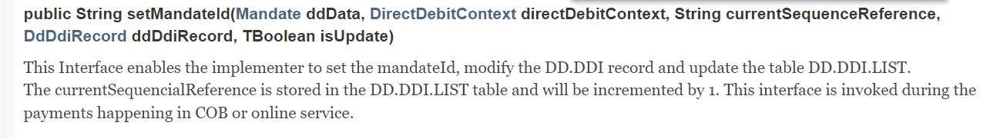 public String setMandateId(Mandate ddData, DirectDebitContext directDebitContext, String currentSequenceReference,
DdDdiRecord ddDdiRecord, TBoolean isUpdate)
This Interface enables the implementer to set the mandateId, modify the DD.DDI record and update the table DD.DDI.LIST.
The currentSequencialReference is stored in the DD.DDI.LIST table and will be incremented by 1. This interface is invoked during the
payments happening in COB or online service.